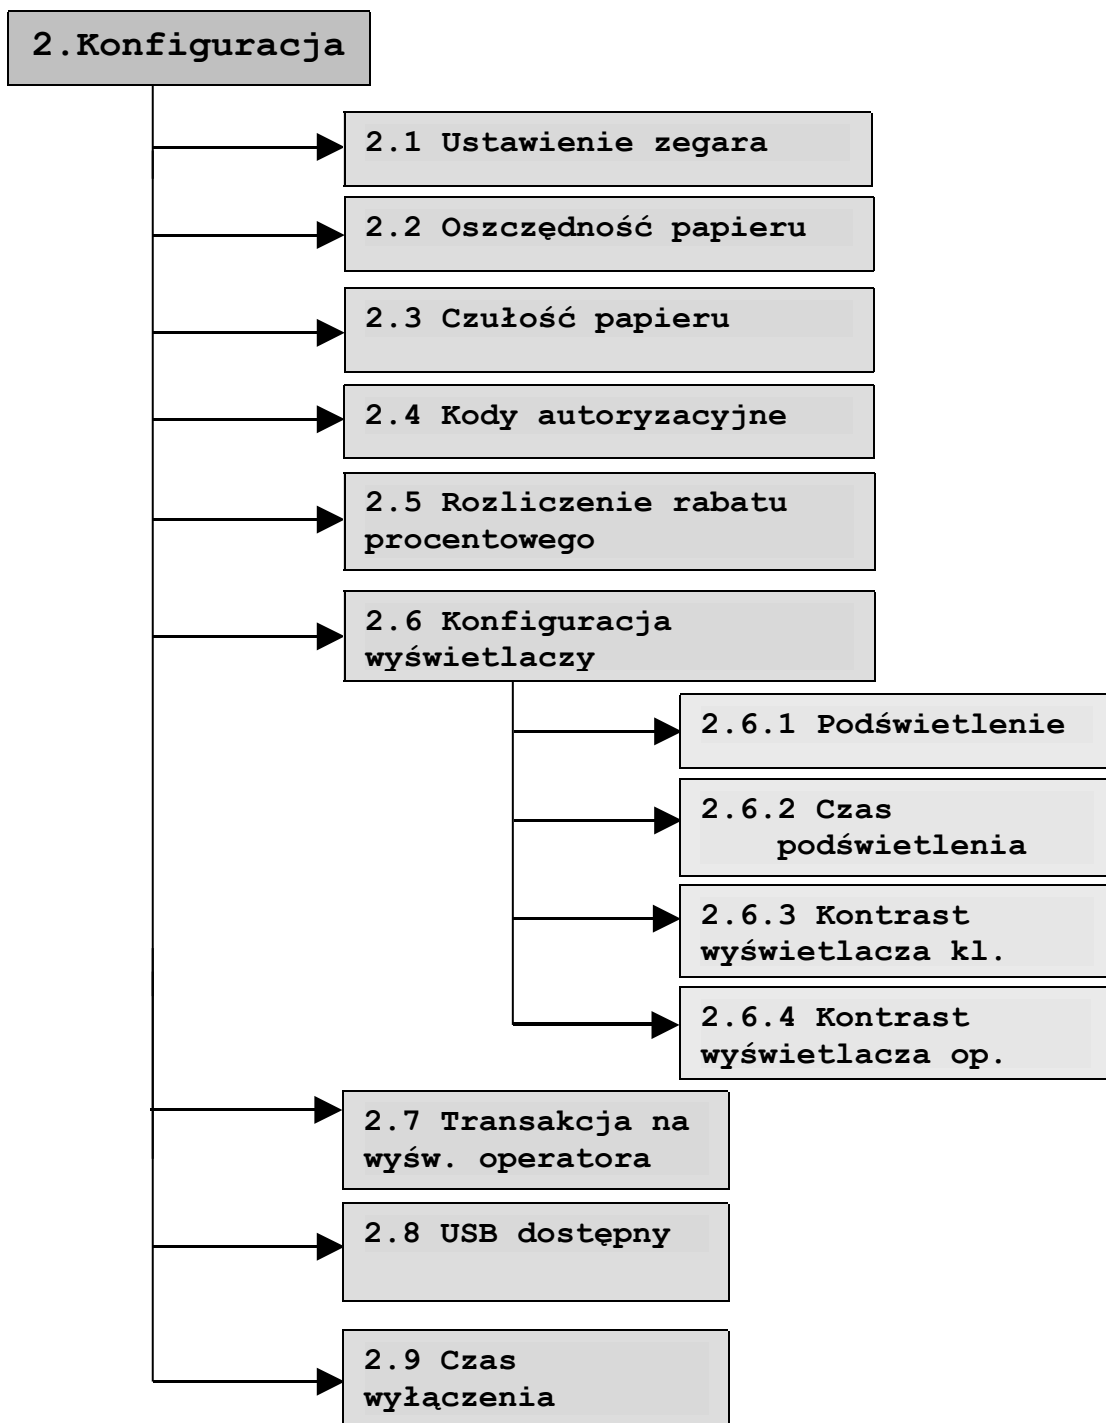 2.Konfiguracja
2.1 Ustawienie zegara
2.2 Oszczędność papieru
2.3 Czułość papieru
2.4 Kody autoryzacyjne
2.5 Rozliczenie rabatu
procentowego
2.6 Konfiguracja
wyświetlaczy
2.6.1 Podświetlenie
2.6.2 Czas
podświetlenia
2.6.3 Kontrast
wyświetlacza kl.
2.6.4 Kontrast
wyświetlacza op.
2.7 Transakcja na
wyśw. operatora
2.8 USB dostępny
2.9 Czas
wyłączenia